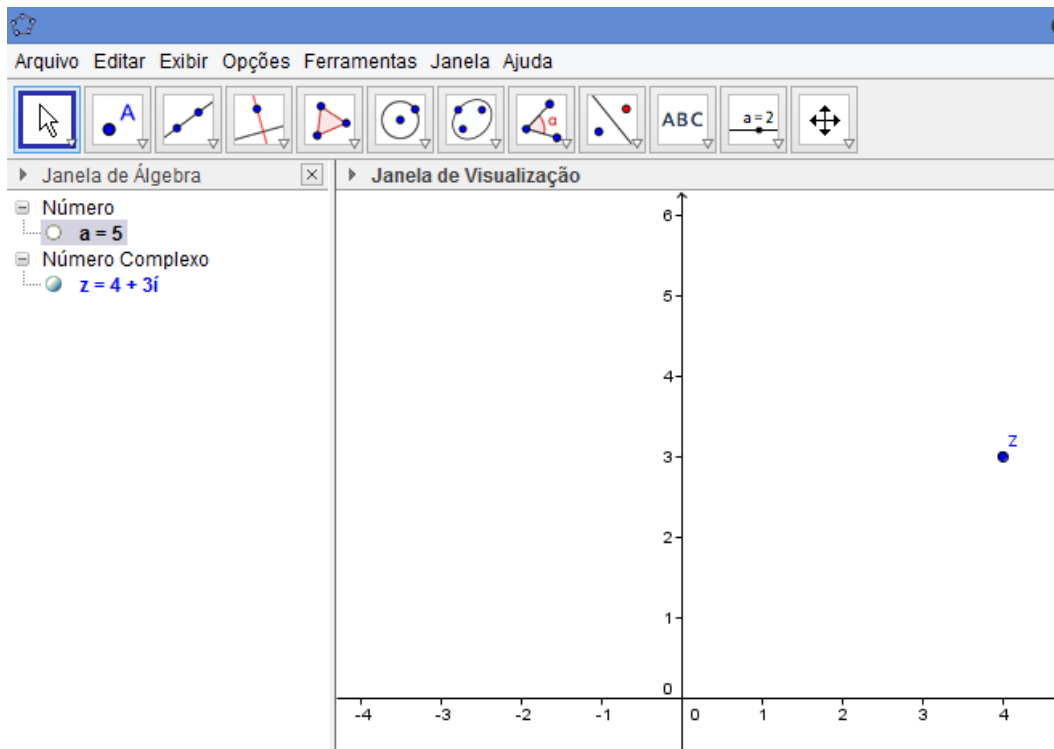 Arquivo Editar Exibir Opções Ferramentas Janela Ajuda
A α ABC a = 2
Janela de Álgebra
Janela de Visualização
Número
a = 5
Número Complexo
z = 4 + 3í
6
5
4
3
2
1
0
z
-4 -3 -2 -1 0 1 2 3 4